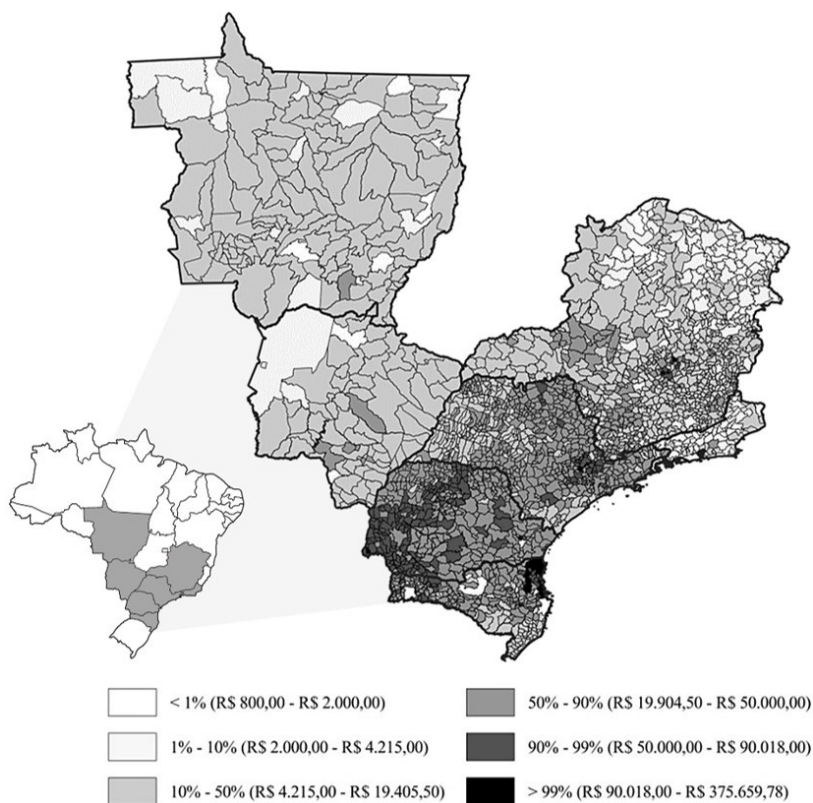 < 1% (R$ 800,00 - R$ 2.000,00)
1% - 10% (R$ 2.000,00 - R$ 4.215,00)
10% - 50% (R$ 4.215,00 - R$ 19.405,50)
50% - 90% (R$ 19.904,50 - R$ 50.000,00)
90% - 99% (R$ 50.000,00 - R$ 90.018,00)
> 99% (R$ 90.018,00 - R$ 375.659,78)